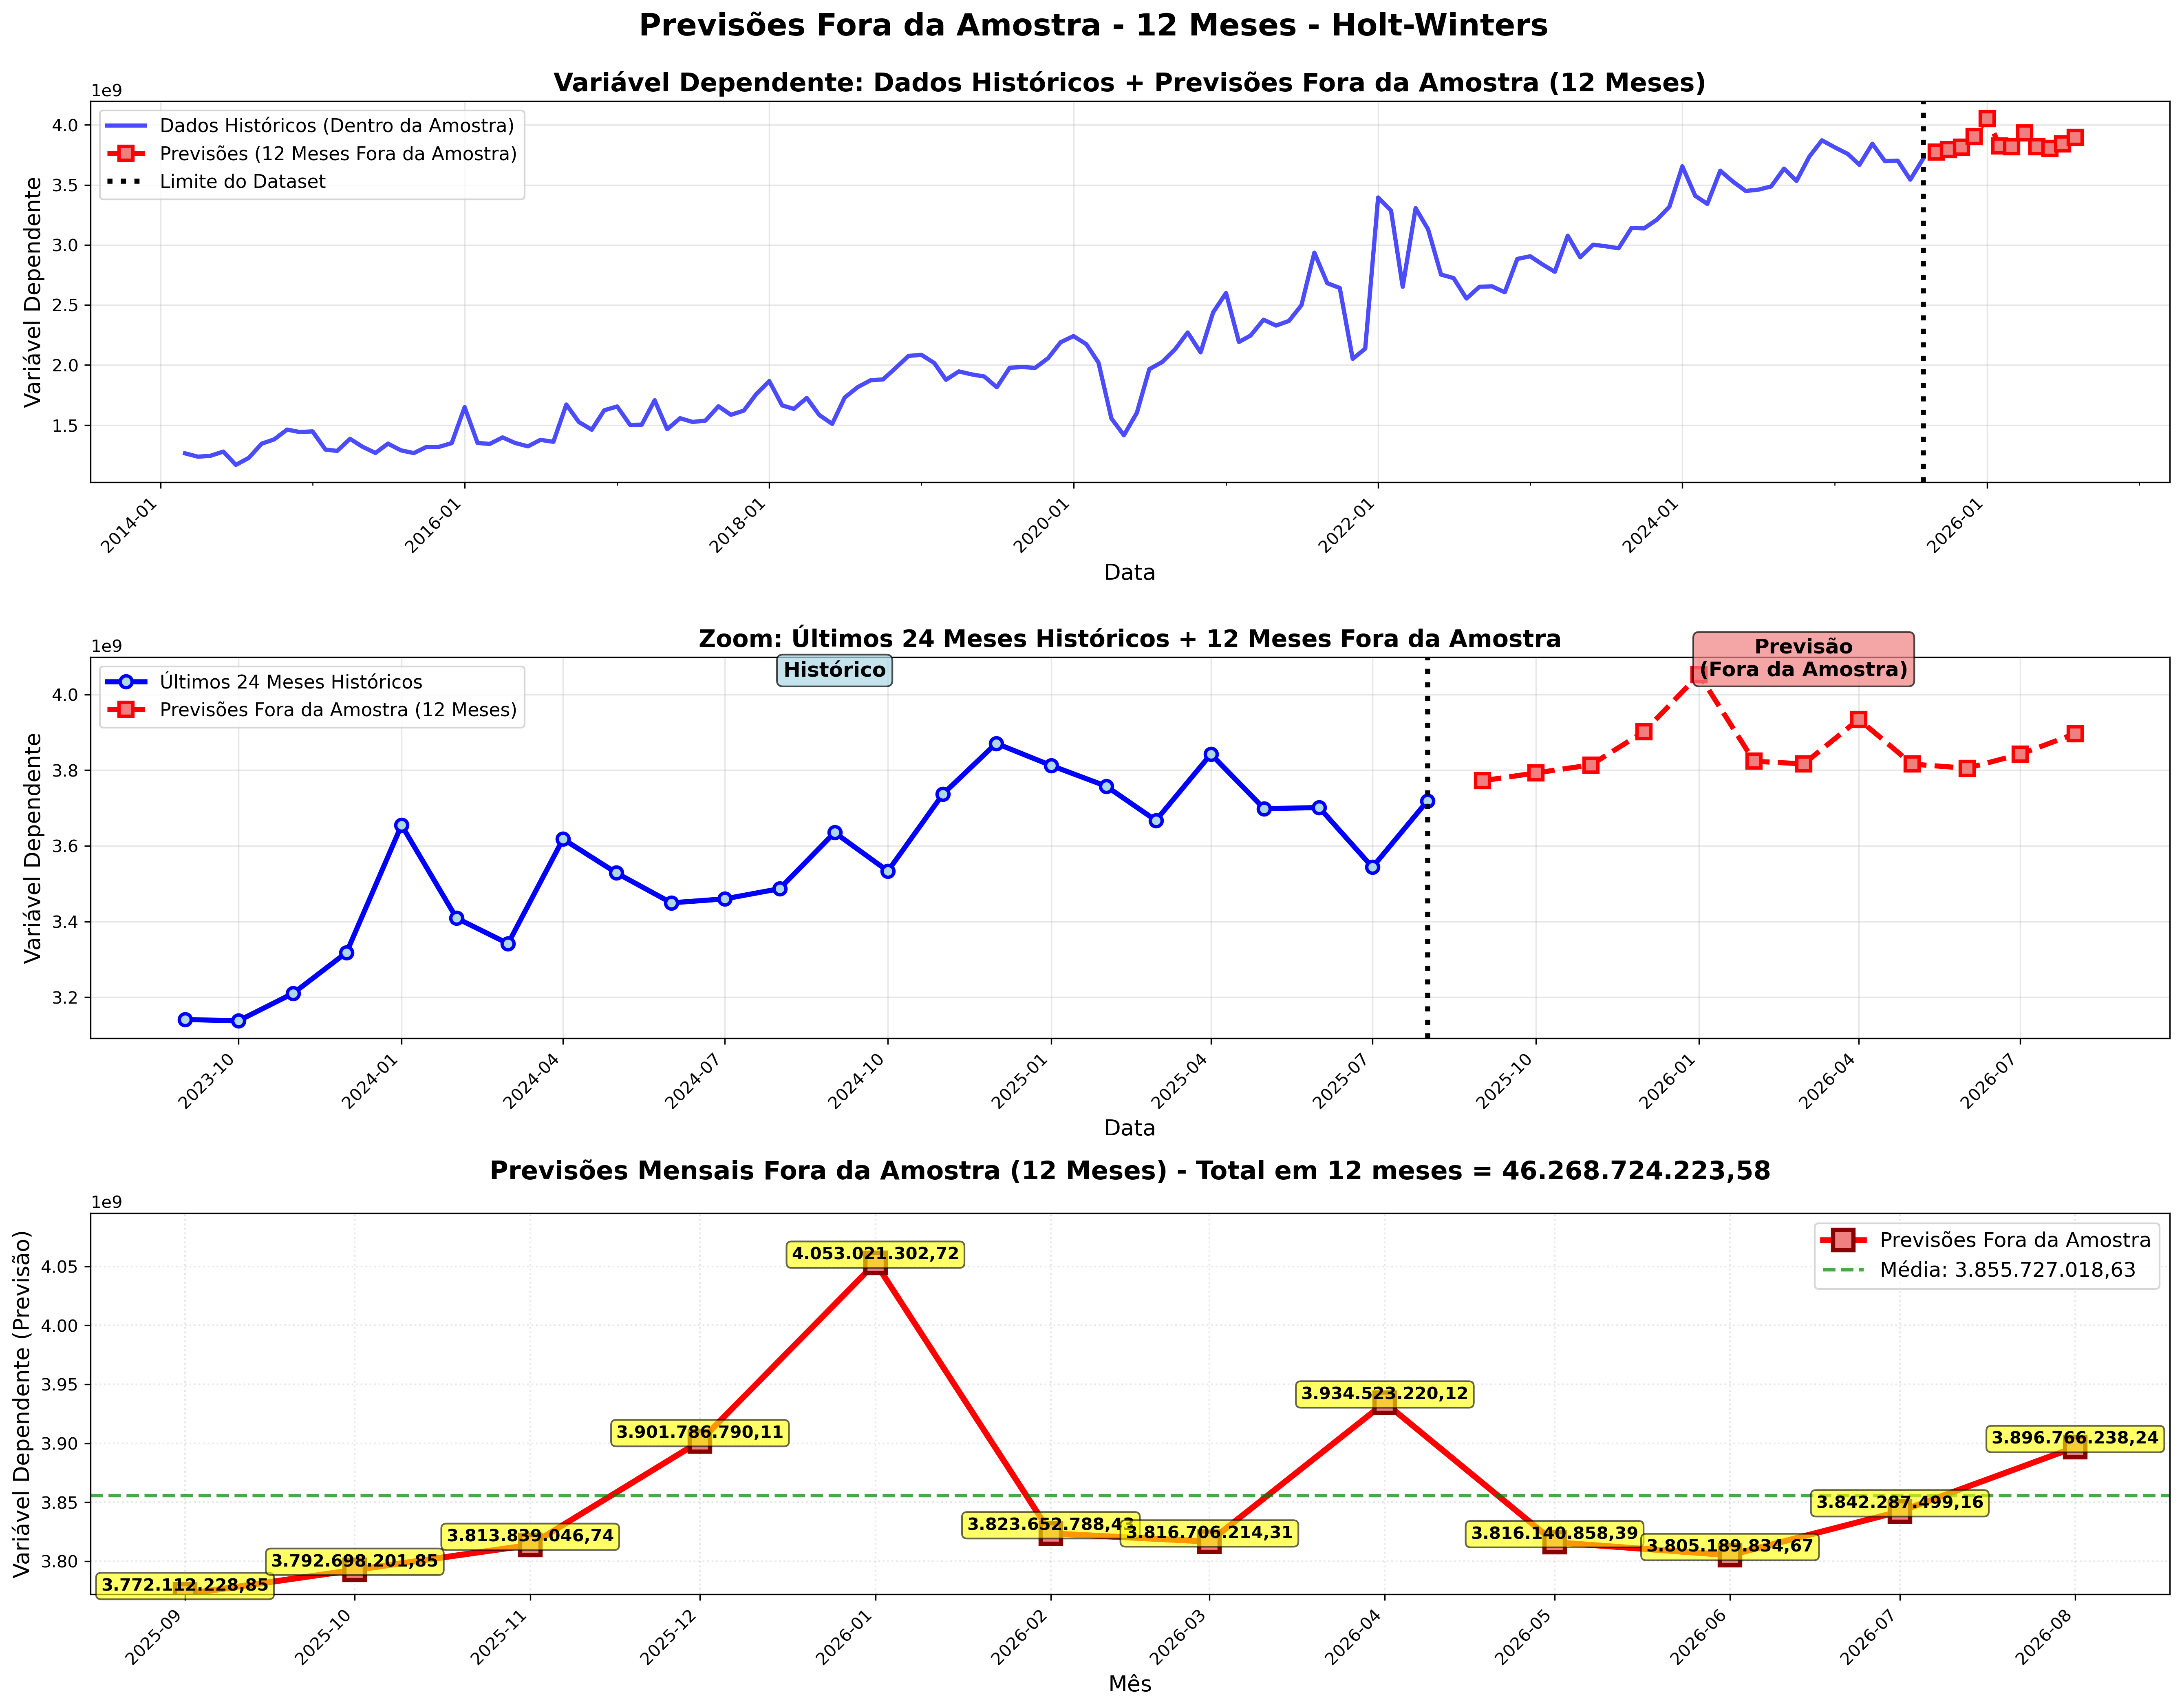 Previsões Fora da Amostra - 12 Meses - Holt-Winters
Variável Dependente: Dados Históricos + Previsões Fora da Amostra (12 Meses)
1e9
Dados Históricos (Dentro da Amostra)
Previsões (12 Meses Fora da Amostra)
Limite do Dataset
Variável Dependente
4.0
3.5
3.0
2.5
2.0
1.5
2014-01
2016-01
2018-01
2020-01
2022-01
2024-01
2026-01
Data
Zoom: Últimos 24 Meses Históricos + 12 Meses Fora da Amostra
1e9
Últimos 24 Meses Históricos
Previsões Fora da Amostra (12 Meses)
Histórico
Previsão
(Fora da Amostra)
Variável Dependente
4.0
3.8
3.6
3.4
3.2
2023-10
2024-01
2024-04
2024-07
2024-10
2025-01
2025-04
2025-07
2025-10
2026-01
2026-04
2026-07
Data
Previsões Mensais Fora da Amostra (12 Meses) - Total em 12 meses = 46.268.724.223,58
1e9
Previsões Fora da Amostra
Média: 3.855.727.018,63
Variável Dependente (Previsão)
4.05
4.00
3.95
3.90
3.85
3.80
3.772.112.228,85
3.792.698.201,85
3.813.839.046,74
3.901.786.790,11
4.053.021.302,72
3.816.706.214,31
3.934.523.220,12
3.816.140.858,39
3.805.189.834,67
3.842.287.499,16
3.896.766.238,24
2025-09
2025-10
2025-11
2025-12
2026-01
2026-02
2026-03
2026-04
2026-05
2026-06
2026-07
2026-08
Mês